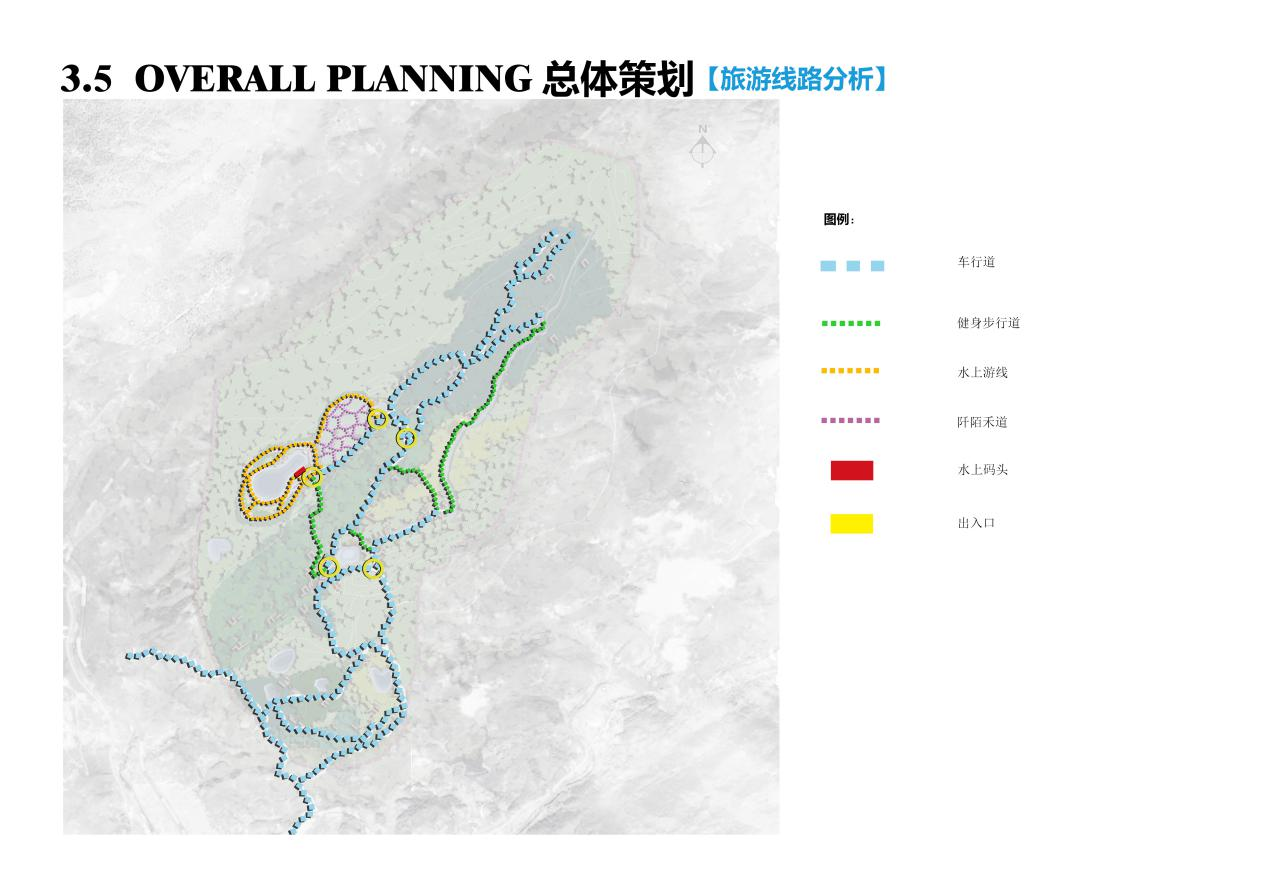 3.5 OVERALL PLANNING 总体策划【旅游线路分析】
N
图例：
车行道
健身步行道
水上游线
阡陌禾道
水上码头
出入口